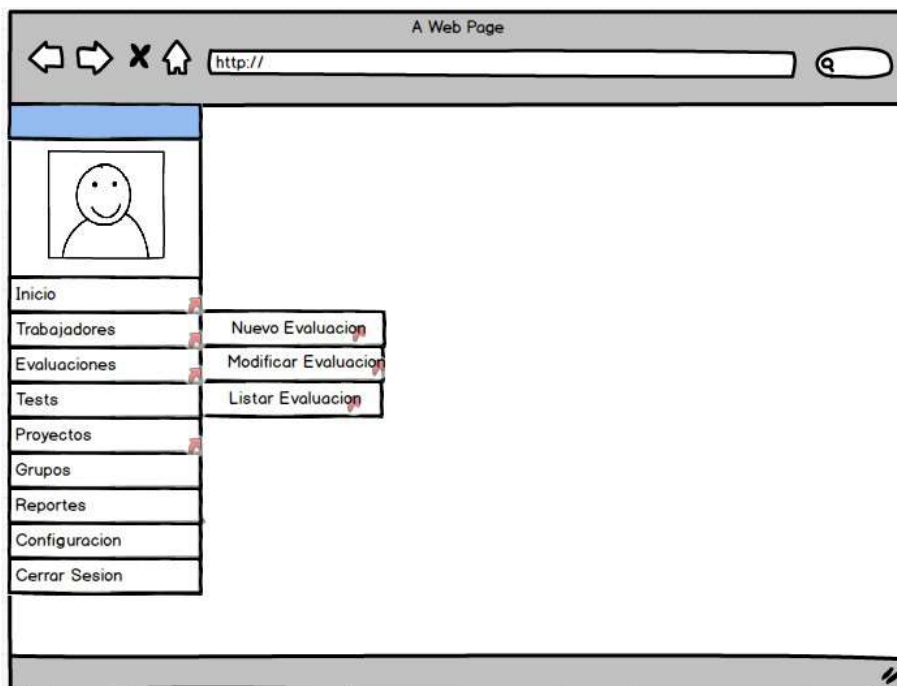 A Web Page
http://
Inicio
Trabajadores
Nuevo Evaluacion
Evaluaciones
Modificar Evaluacion
Tests
Listar Evaluacion
Proyectos
Grupos
Reportes
Configuracion
Cerrar Sesion